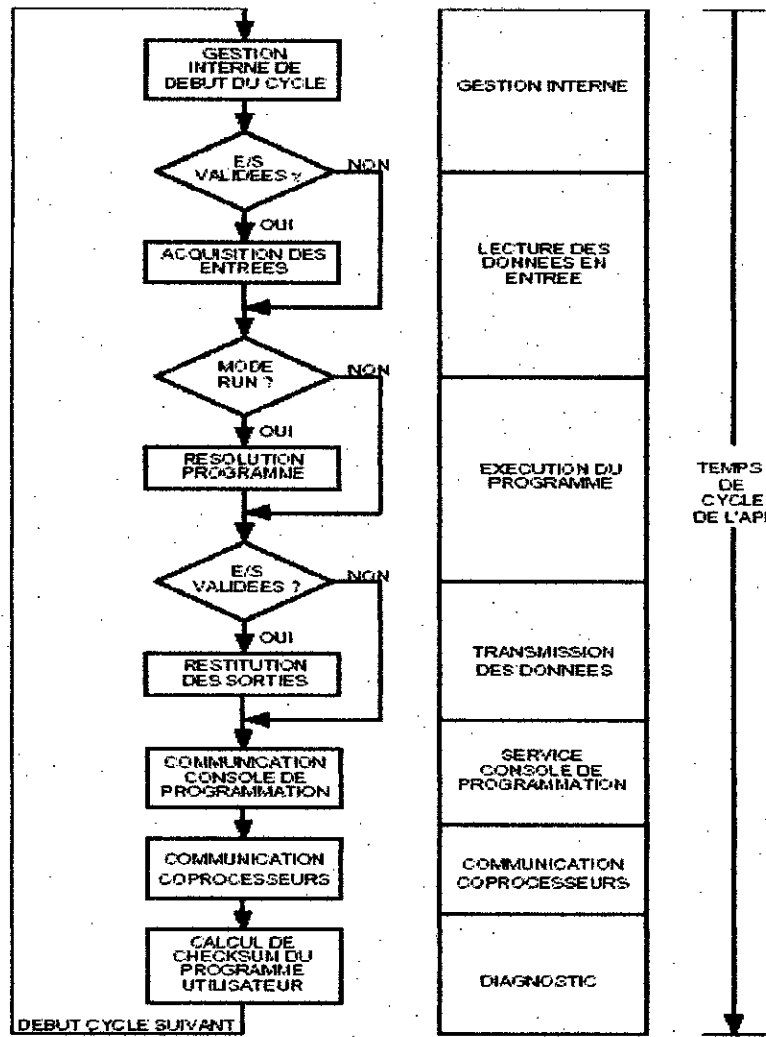 GESTION
INTERNE DE
DEBUT DU CYCLE
E/S
VALIDEES ?
NON
OUI
ACQUISITION DES
ENTREES
MODE
RUN ?
NON
OUI
RESOLUTION
PROGRAMME
E/S
VALIDEES ?
NON
OUI
RESTITUTION
DES SORTIES
COMMUNICATION
CONSOLE DE
PROGRAMMATION
COMMUNICATION
COPROCESSEURS
CALCUL DE
CHECKSUM DU
PROGRAMME
UTILISATEUR
DEBUT CYCLE SUIVANT
GESTION INTERNE
LECTURE DES
DONNEES EN
ENTREE
EXECUTION DU
PROGRAMME
TRANSMISSION
DES DONNEES
SERVICE
CONSOLE DE
PROGRAMMATION
COMMUNICATION
COPROCESSEURS
DIAGNOSTIC
TEMPS
DE
CYCLE
DE L'API